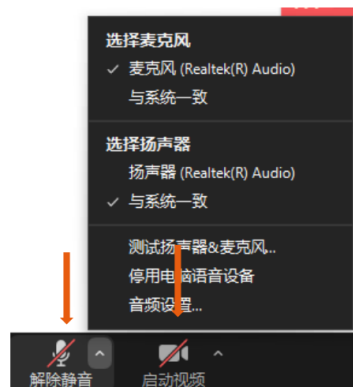 选择麦克风
麦克风 (Realtek(R) Audio)
与系统一致
选择扬声器
扬声器 (Realtek(R) Audio)
与系统一致
测试扬声器&麦克风...
停用电脑语音设备
音频设置...
解除静音
启动视频